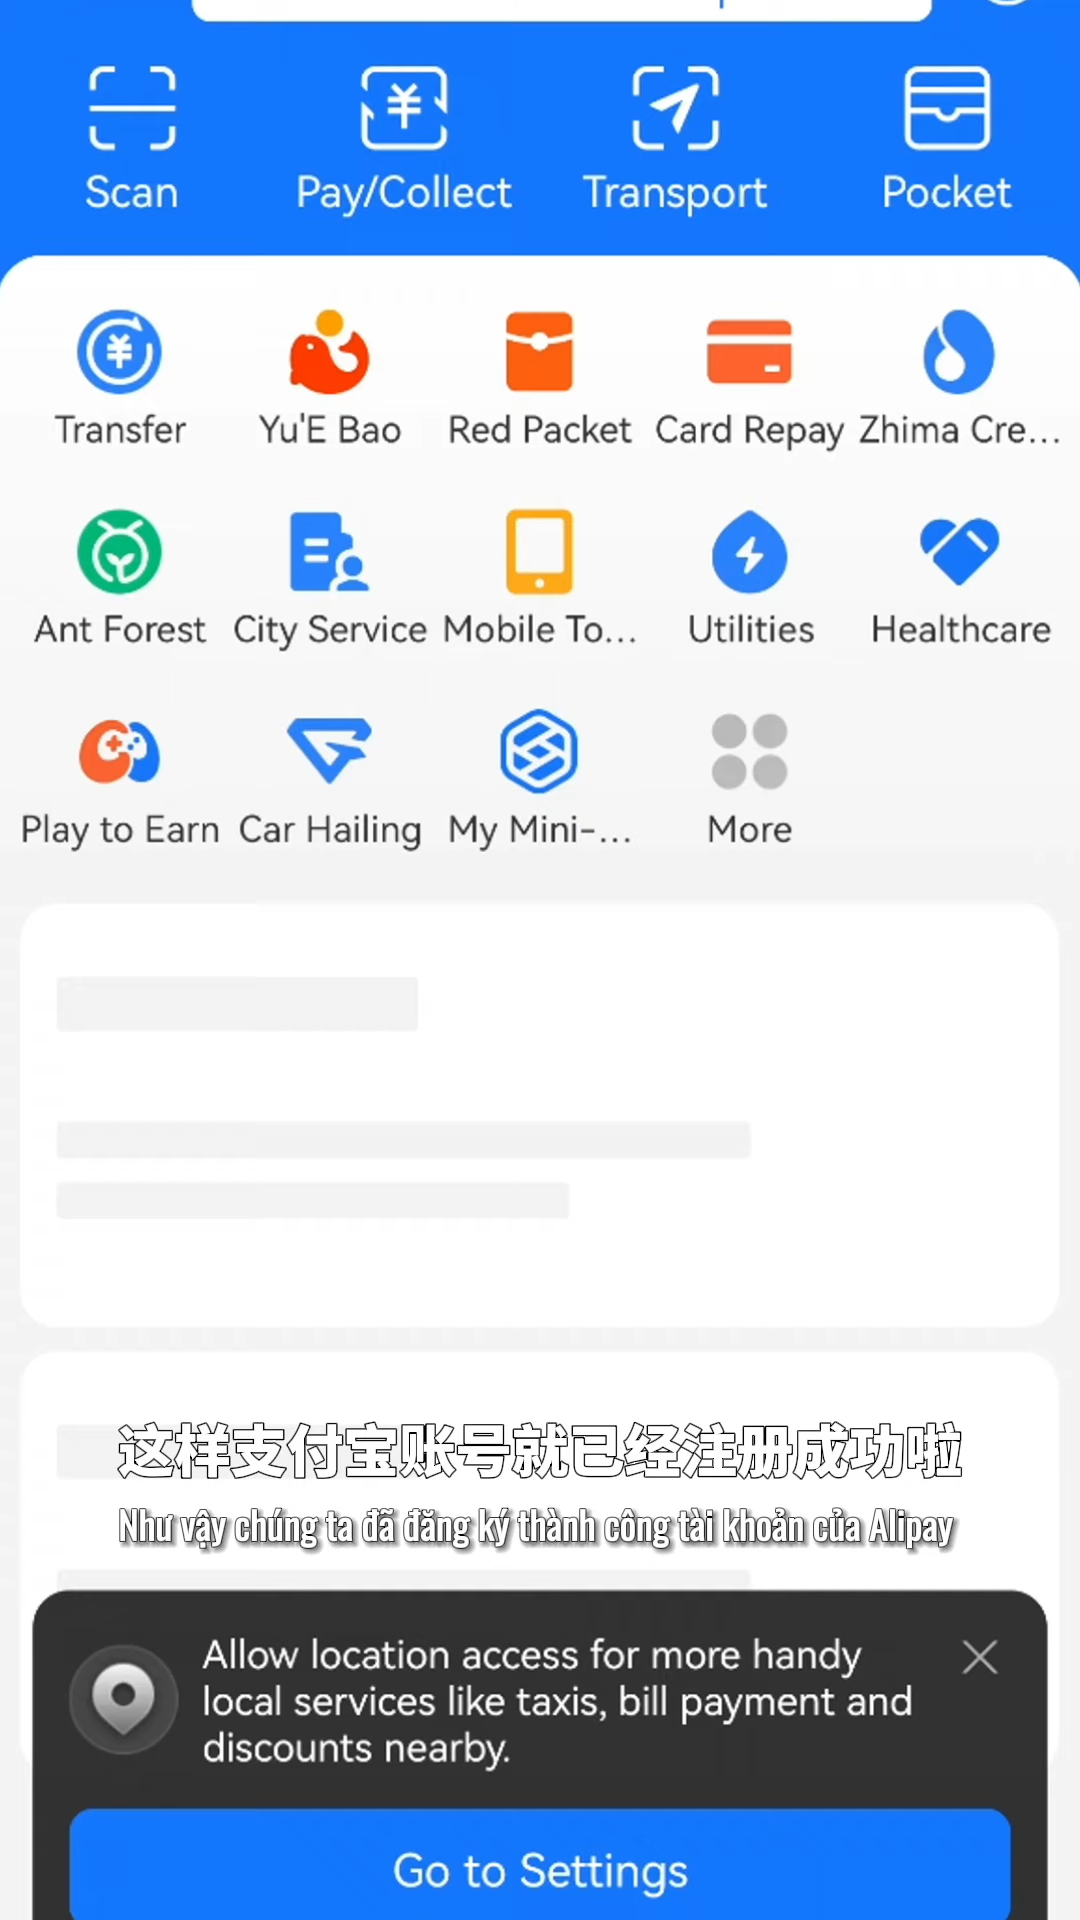 Scan Pay/Collect Transport Pocket
Transfer Yu'E Bao Red Packet Card Repay Zhima Cre...
Ant Forest City Service Mobile To... Utilities Healthcare
Play to Earn Car Hailing My Mini-... More
这样支付宝账号就已经注册成功啦
Như vậy chúng ta đã đăng ký thành công tài khoản của Alipay
Allow location access for more handy
local services like taxis, bill payment and
discounts nearby.
Go to Settings